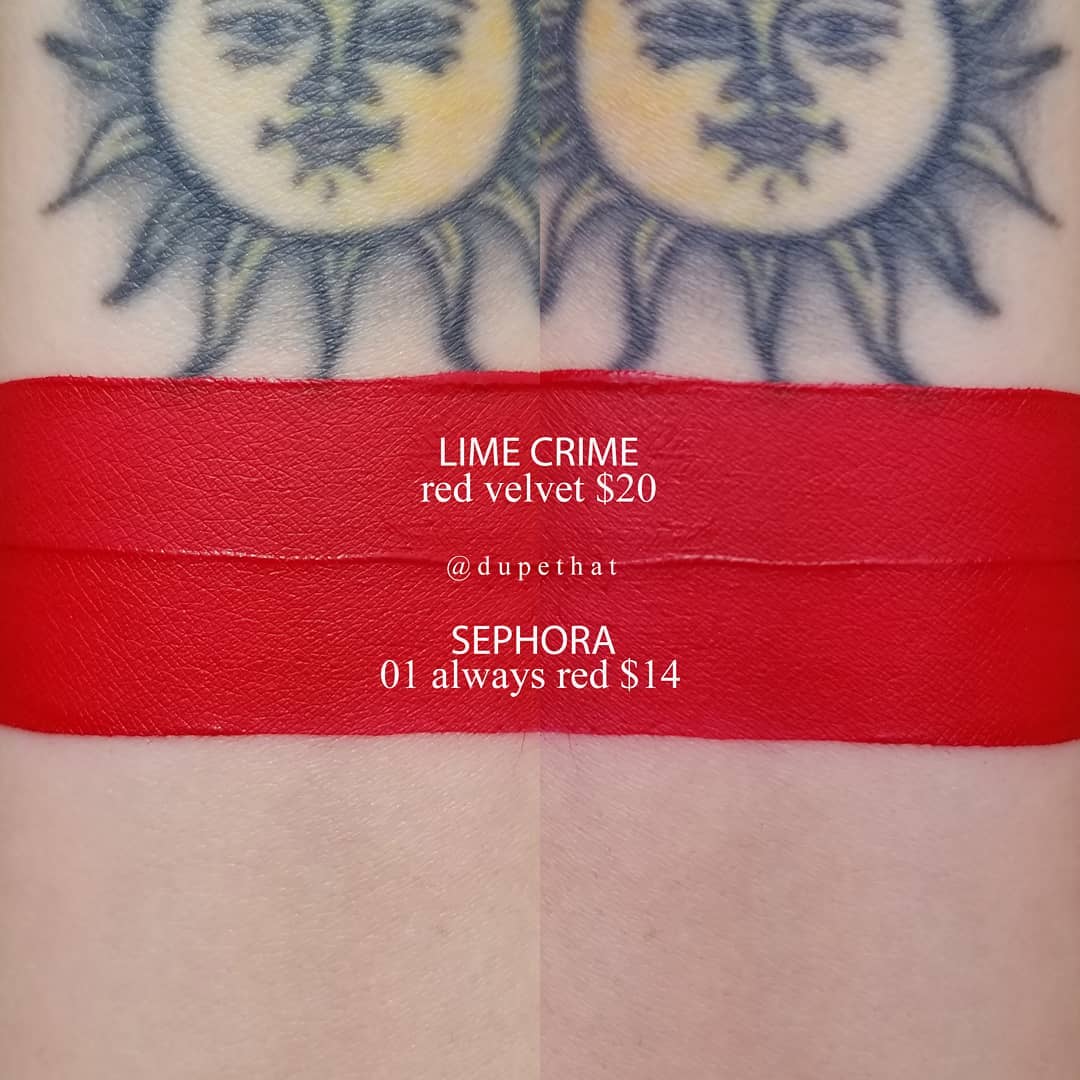 LIME CRIME
red velvet $20
@dupethat
SEPHORA
01 always red $14